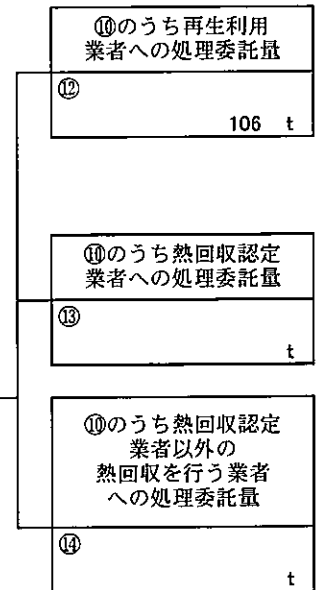 ⑩のうち再生利用
業者への処理委託量
⑫
106 t
⑩のうち熱回収認定
業者への処理委託量
⑬
t
⑩のうち熱回収認定
業者以外の
熱回収を行う業者
への処理委託量
⑭
t